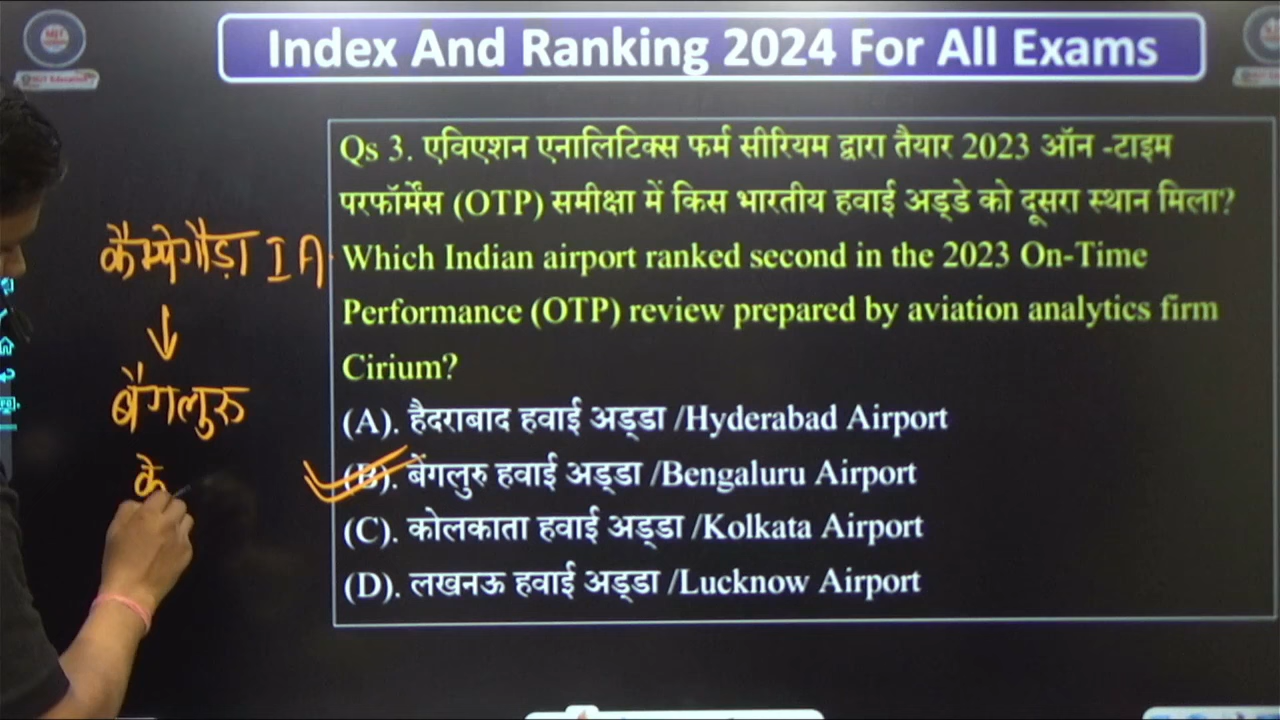 Index And Ranking 2024 For All Exams
Qs 3. एविएशन एनालिटिक्स फर्म सीरियम द्वारा तैयार 2023 ऑन -टाइम
परफॉर्मेंस (OTP) समीक्षा में किस भारतीय हवाई अड्डे को दूसरा स्थान मिला?
Which Indian airport ranked second in the 2023 On-Time
Performance (OTP) review prepared by aviation analytics firm
Cirium?
(A). हैदराबाद हवाई अड्डा /Hyderabad Airport
(B). बेंगलुरु हवाई अड्डा /Bengaluru Airport
(C). कोलकाता हवाई अड्डा /Kolkata Airport
(D). लखनऊ हवाई अड्डा /Lucknow Airport
कैम्पेगौड़ा I A
बैंगलुरु
के